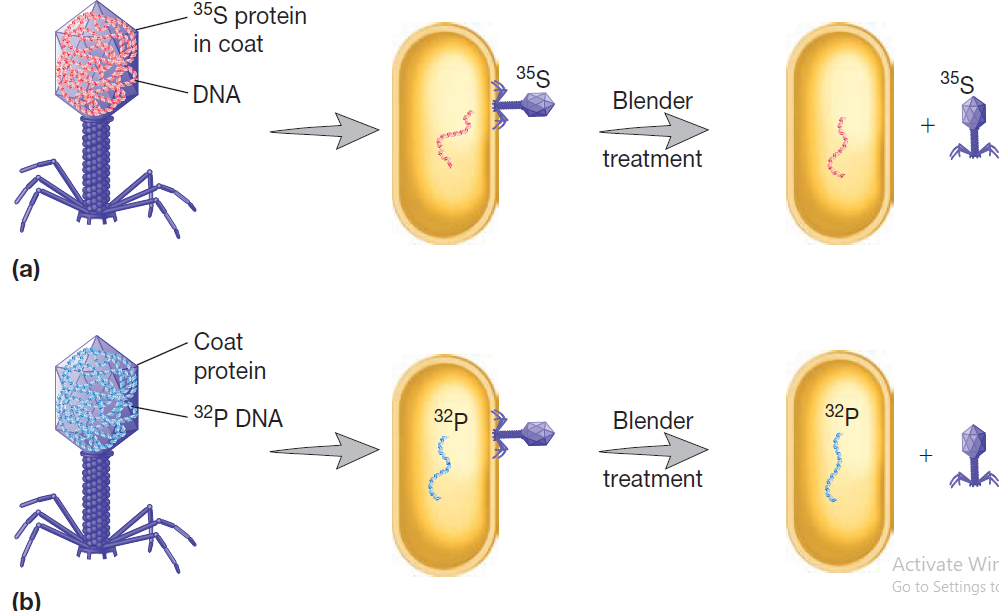 ³⁵S protein
in coat
DNA
³⁵S
Blender
treatment
³⁵S
+
(a)
Coat
protein
³²P DNA
³²P
Blender
treatment
³²P
+
(b)
Activate Wi
Go to Settings t